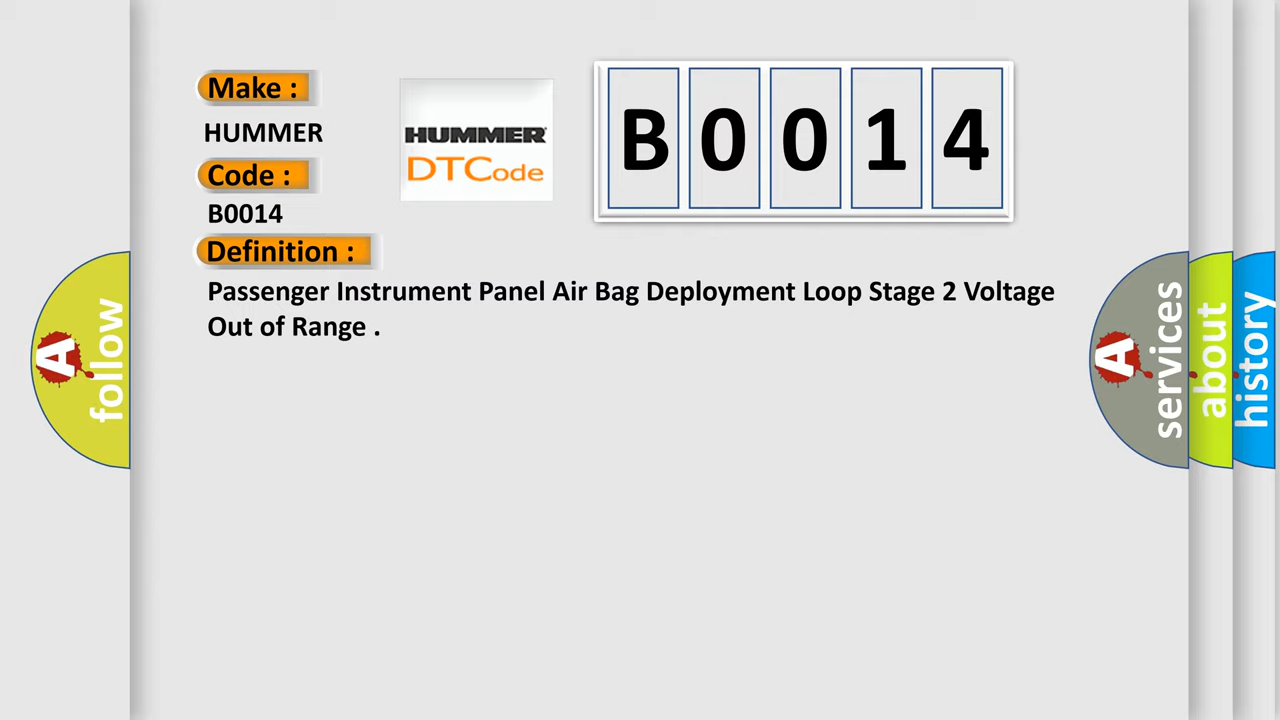 Make :
HUMMER
Code :
B0014
Definition :
Passenger Instrument Panel Air Bag Deployment Loop Stage 2 Voltage
Out of Range .
HUMMER
DTCode
B0014
A
follow
A
services
about
history